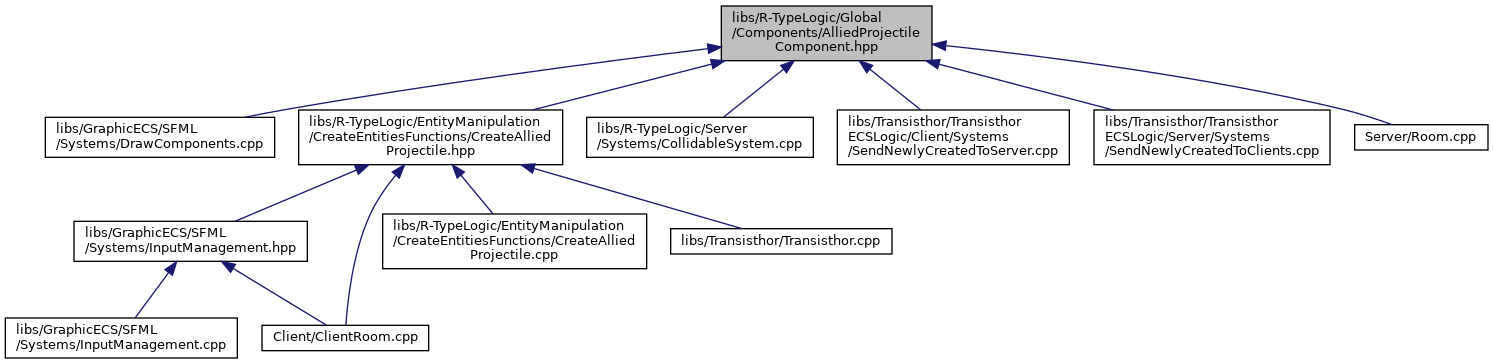 libs/R-TypeLogic/Global
/Components/AlliedProjectile
Component.hpp
libs/GraphicECS/SFML
/Systems/DrawComponents.cpp
libs/R-TypeLogic/EntityManipulation
/CreateEntitiesFunctions/CreateAllied
Projectile.hpp
libs/R-TypeLogic/Server
/Systems/CollidableSystem.cpp
libs/Transisthor/Transisthor
ECSLogic/Client/Systems
/SendNewlyCreatedToServer.cpp
libs/Transisthor/Transisthor
ECSLogic/Server/Systems
/SendNewlyCreatedToClients.cpp
Server/Room.cpp
libs/GraphicECS/SFML
/Systems/InputManagement.hpp
libs/R-TypeLogic/EntityManipulation
/CreateEntitiesFunctions/CreateAllied
Projectile.cpp
libs/Transisthor/Transisthor.cpp
libs/GraphicECS/SFML
/Systems/InputManagement.cpp
Client/ClientRoom.cpp